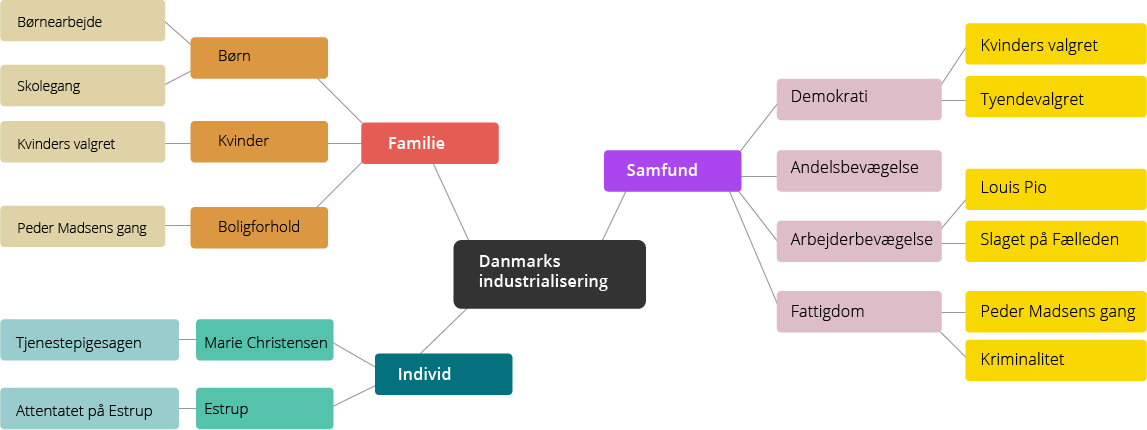 Danmarks
industrialisering
Familie
Børn
Børnearbejde
Skolegang
Kvinder
Kvinders valgret
Boligforhold
Peder Madsens gang
Individ
Marie Christensen
Tjenestepigesagen
Estrup
Attentatet på Estrup
Samfund
Demokrati
Kvinders valgret
Tyendevalgret
Andelsbevægelse
Arbejderbevægelse
Louis Pio
Slaget på Fælleden
Fattigdom
Peder Madsens gang
Kriminalitet